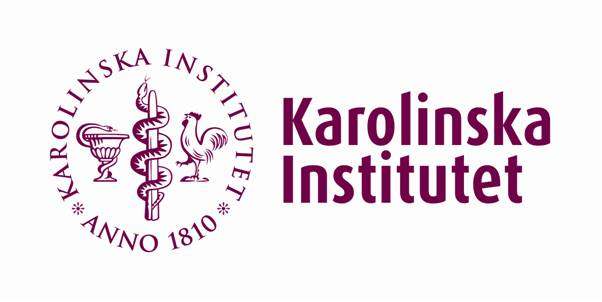 KAROLINSKA INSTITUTET
* ANNO 1810 *
Karolinska
Institutet